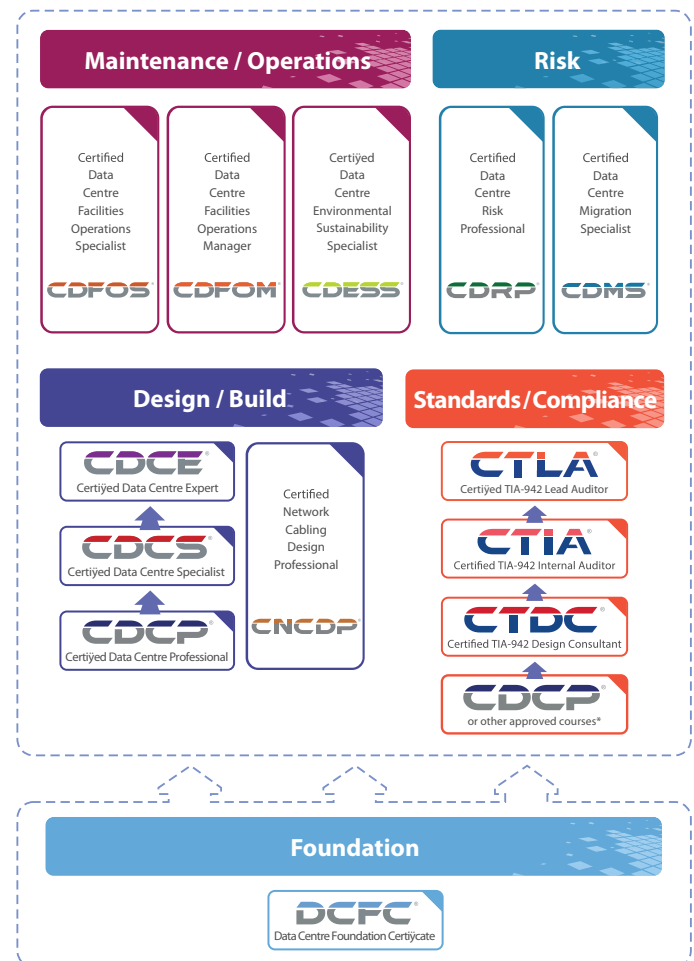 Maintenance / Operations
Certified
Data
Centre
Facilities
Operations
Specialist
CDFOS®
Certified
Data
Centre
Facilities
Operations
Manager
CDFOM®
Certiÿed
Data
Centre
Environmental
Sustainability
Specialist
CDESS®
Risk
Certified
Data
Centre
Risk
Professional
CDRP®
Certified
Data
Centre
Migration
Specialist
CDMS®
Design / Build
CDCE®
Certiÿed Data Centre Expert
CDCS®
Certiÿed Data Centre Specialist
CDCP®
Certiÿed Data Centre Professional
Certified
Network
Cabling
Design
Professional
CNCDP®
Standards / Compliance
CTLA®
Certiÿed TIA-942 Lead Auditor
CTIA®
Certified TIA-942 Internal Auditor
CTDC®
Certified TIA-942 Design Consultant
CDCP®
or other approved courses*
Foundation
DCFC®
Data Centre Foundation Certiÿcate